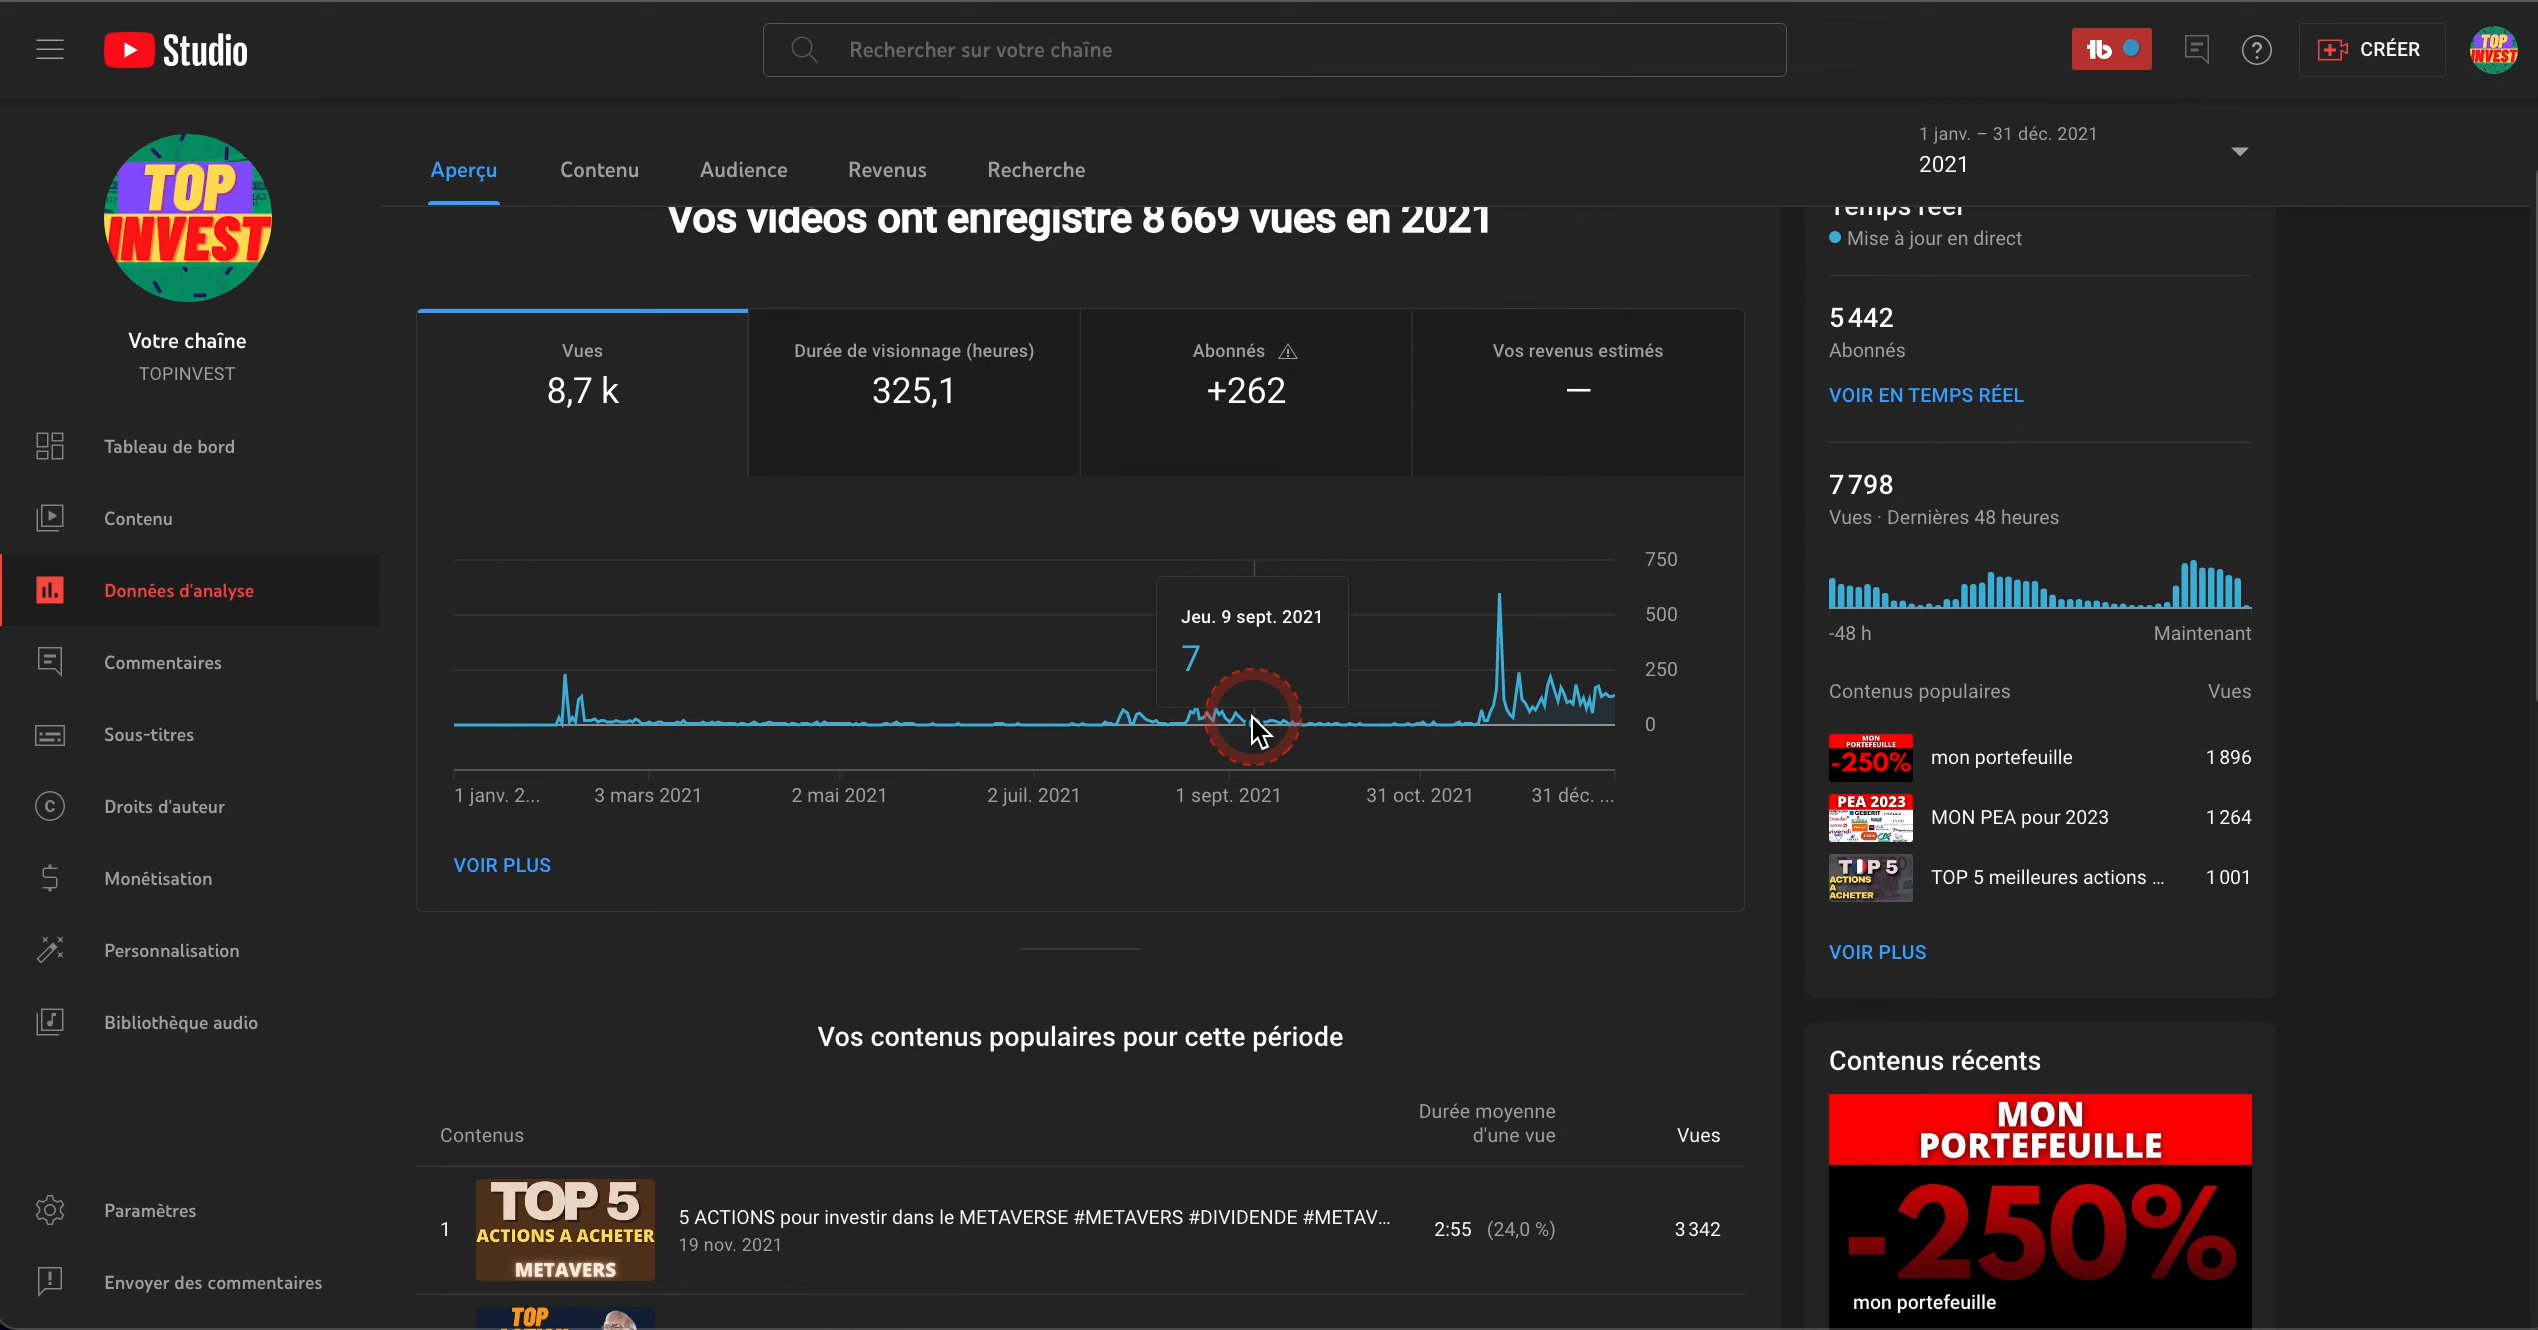 Studio
Rechercher sur votre chaîne
CRÉER
TOP
INVEST
TOP
INVEST
Votre chaîne
TOPINVEST
Tableau de bord
Contenu
Données d'analyse
Commentaires
Sous-titres
Droits d'auteur
Monétisation
Personnalisation
Bibliothèque audio
Paramètres
Envoyer des commentaires
Aperçu
Contenu
Audience
Revenus
Recherche
1 janv. – 31 déc. 2021
2021
Vos vidéos ont enregistré 8 669 vues en 2021
Vues
8,7 k
Durée de visionnage (heures)
325,1
Abonnés
+262
Vos revenus estimés
—
750
500
250
0
Jeu. 9 sept. 2021
7
1 janv. 2...
3 mars 2021
2 mai 2021
2 juil. 2021
1 sept. 2021
31 oct. 2021
31 déc. ...
VOIR PLUS
Vos contenus populaires pour cette période
Contenus
Durée moyenne
d'une vue
Vues
1
TOP 5
ACTIONS A ACHETER
METAVERS
5 ACTIONS pour investir dans le METAVERSE #METAVERS #DIVIDENDE #METAV...
19 nov. 2021
2:55 (24,0 %)
3 342
TOP
Temps réel
Mise à jour en direct
5 442
Abonnés
VOIR EN TEMPS RÉEL
7 798
Vues · Dernières 48 heures
-48 h
Maintenant
Contenus populaires
Vues
MON
PORTEFEUILLE
-250%
mon portefeuille
1 896
PEA 2023
MON PEA pour 2023
1 264
TOP 5
ACTIONS
A
ACHETER
TOP 5 meilleures actions ...
1 001
VOIR PLUS
Contenus récents
MON
PORTEFEUILLE
-250%
mon portefeuille